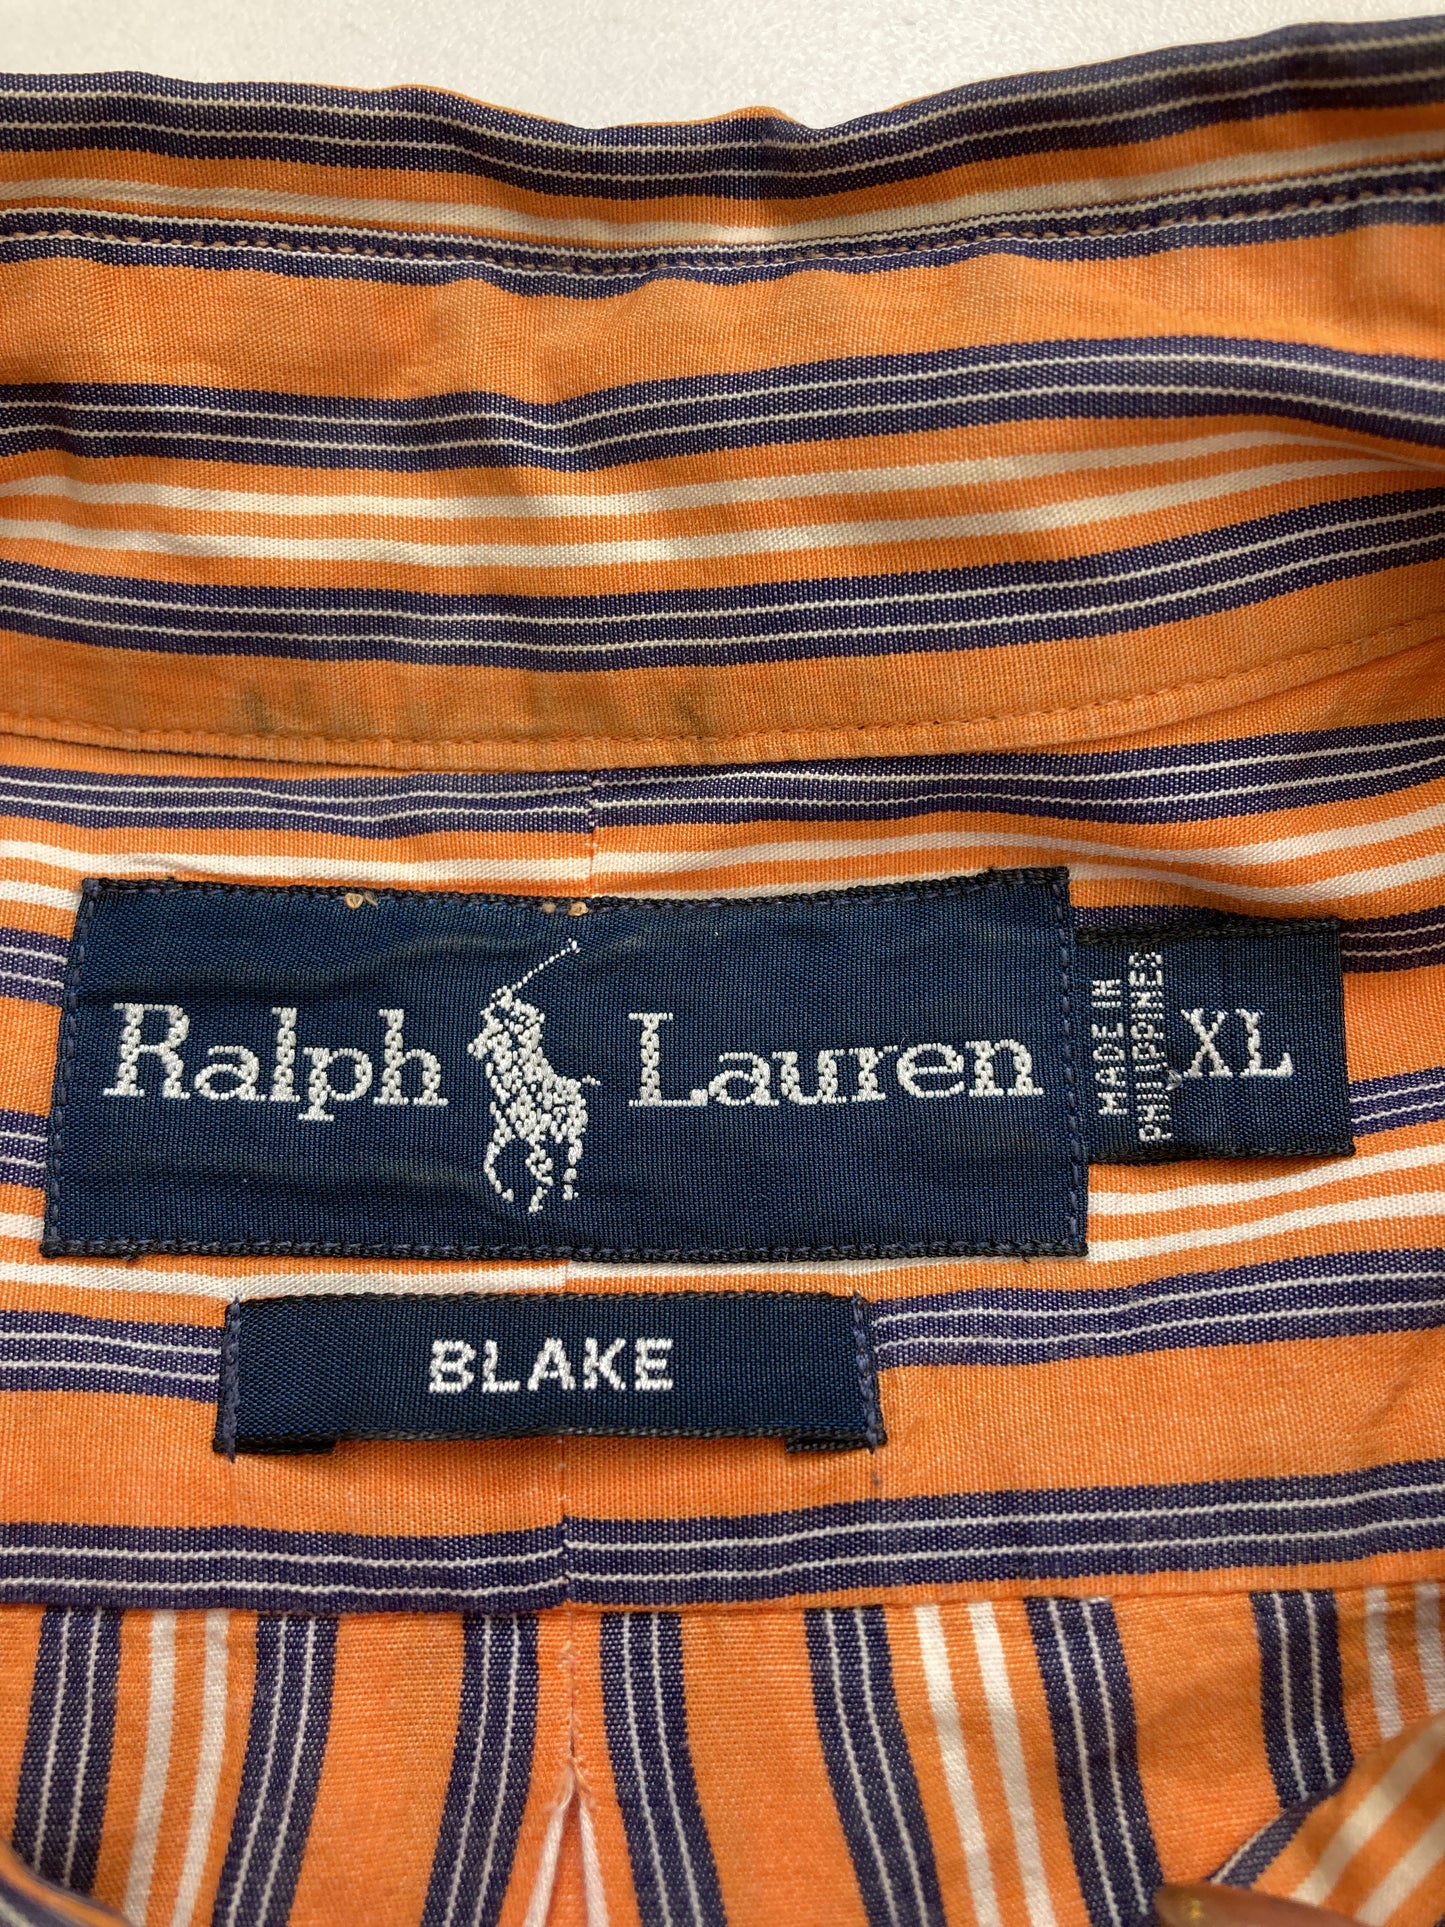 Ralph Lauren
MADE IN
PHILIPPINES
XL
BLAKE